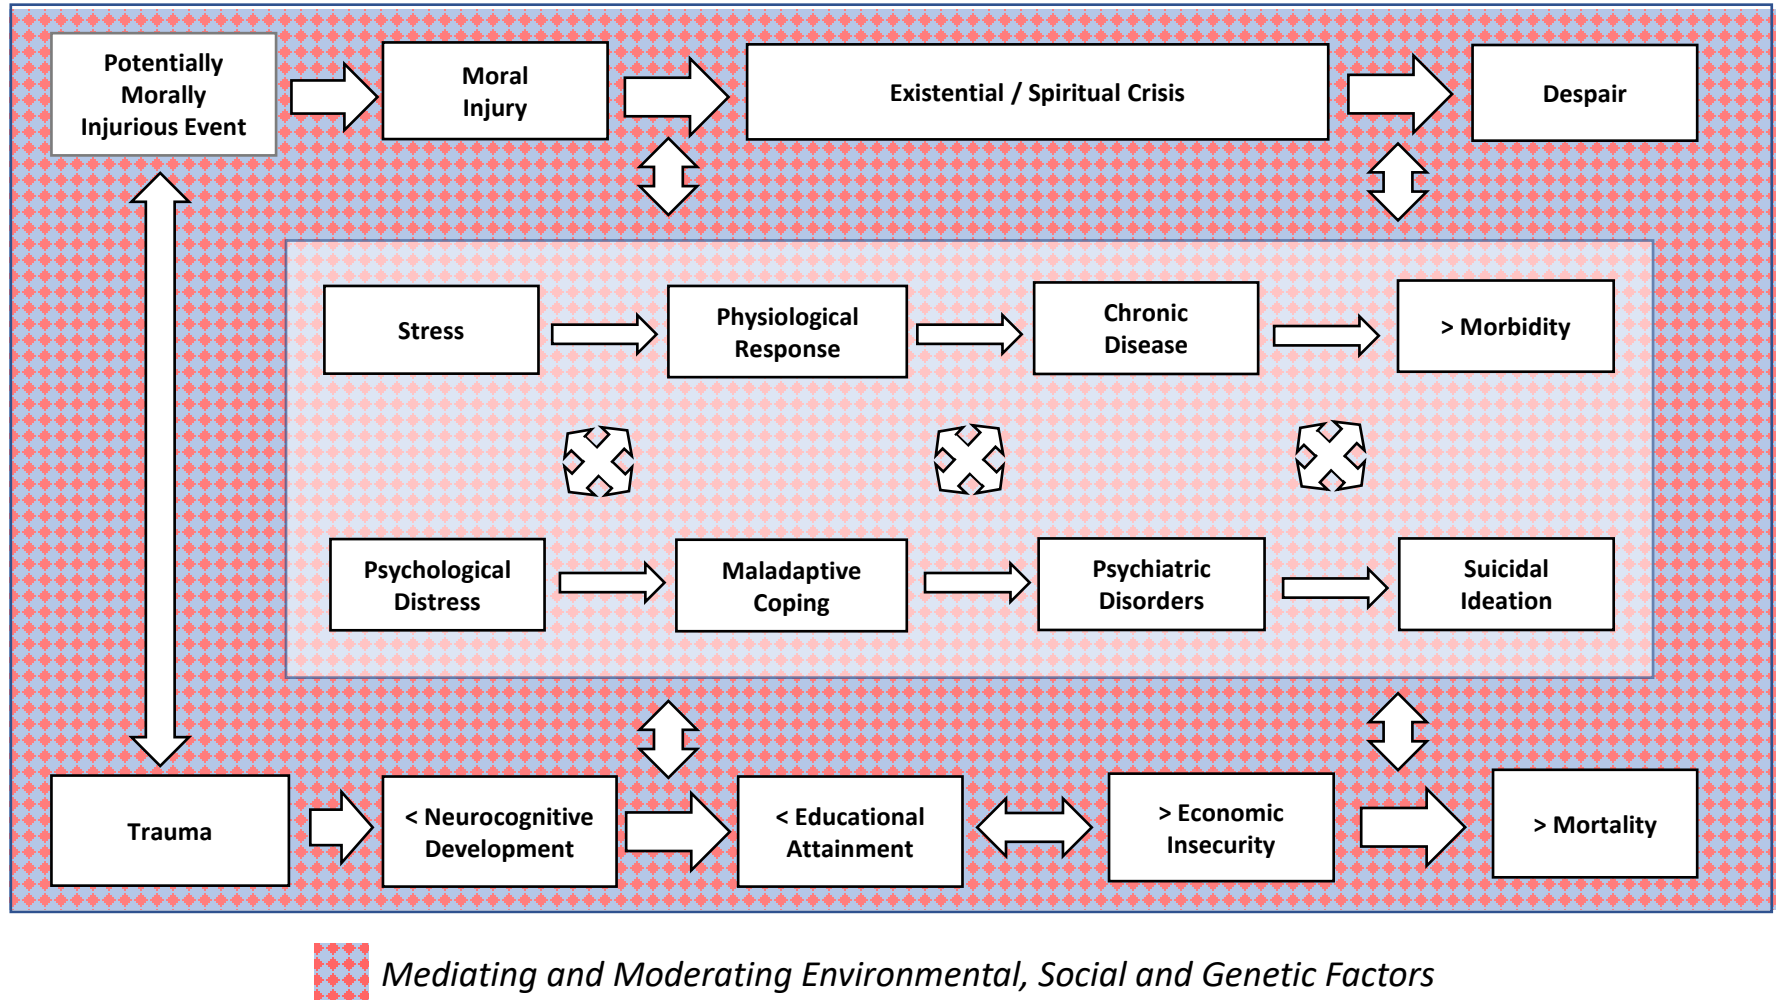 Potentially
Morally
Injurious Event
Moral
Injury
Existential / Spiritual Crisis
Despair
Stress
Physiological
Response
Chronic
Disease
> Morbidity
Psychological
Distress
Maladaptive
Coping
Psychiatric
Disorders
Suicidal
Ideation
Trauma
< Neurocognitive
Development
< Educational
Attainment
> Economic
Insecurity
> Mortality
Mediating and Moderating Environmental, Social and Genetic Factors